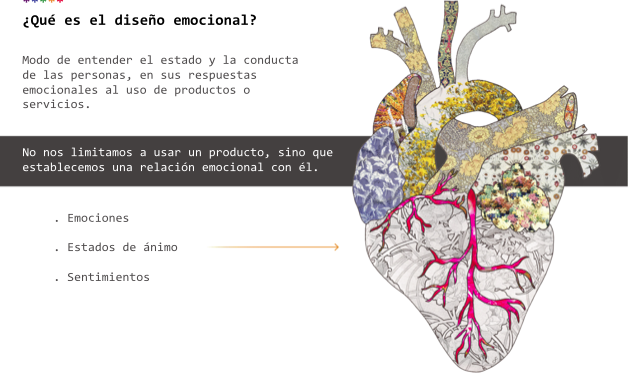 ¿Qué es el diseño emocional?
Modo de entender el estado y la conducta
de las personas, en sus respuestas
emocionales al uso de productos o
servicios.
No nos limitamos a usar un producto, sino que
establecemos una relación emocional con él.
. Emociones
. Estados de ánimo
. Sentimientos